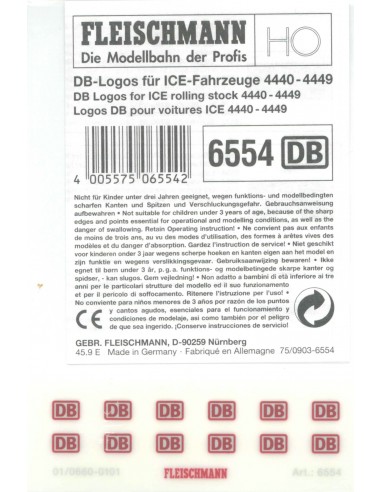 FLEISCHMANN HO
Die Modellbahn der Profis
DB-Logos für ICE-Fahrzeuge 4440-4449
DB Logos for ICE rolling stock 4440-4449
Logos DB pour voitures ICE 4440-4449
4 005575 065542
6554 DB
Nicht für Kinder unter drei Jahren geeignet, wegen funktions- und modellbedingten
scharfen Kanten und Spitzen und Verschluckungsgefahr. Gebrauchsanweisung
aufbewahren • Not suitable for children under 3 years of age, because of the sharp
edges and points essential for operational and modelling conditions, as well as the
danger of swallowing. Retain Operating instruction! • Ne convient pas aux enfants
de moins de trois ans, au vu des modes d'utilisation, des formes à arêtes vives des
modèles et du danger d'absorption. Gardez l'instruction de service! • Niet geschikt
voor kinderen onder 3 jaar wegens scherpe hoeken en kanten eigen aan het model en
zijn funktie en wegens verstikkingsgevaar. Gebruiksaanwijzing bewaren! • Ikke
egnet til børn under 3 år, p. g. a. funktions- og modelbetingede skarpe kanter og
spidser, - kan sluges. Gem vejledning! • Non adatto a bambini di età inferiore ai tre
anni per le particolari strutture del modello ed il suo funzionamento
et per il pericolo di soffocamento. Ritenere l'istruzione per l'uso! •
No conviene para niños menores de 3 años por razón de los puntos
y cantos agudos, esenciales para el funcionamiento y
condiciones de modelaje, asi como tambien por el peligro
de que sea ingerido. ¡Conserve instrucciones de servicio!
CE 0-3
GEBR. FLEISCHMANN, D-90259 Nürnberg
45.9 E Made in Germany · Fabriqué en Allemagne 75/0903-6554
DB DB DB DB DB DB
DB DB DB DB DB DB
FLEISCHMANN Art.: 6554